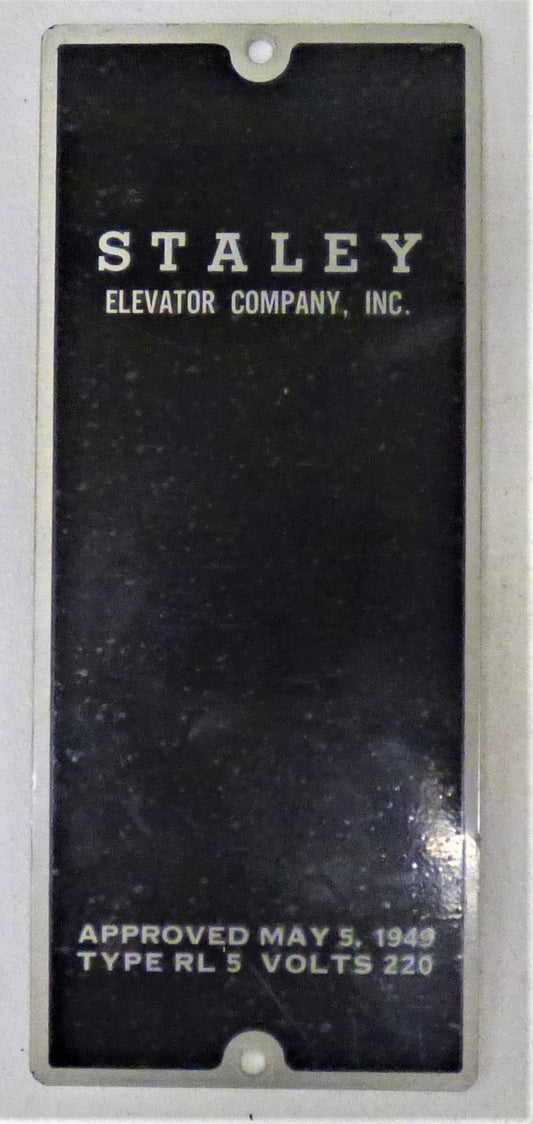 STALEY
ELEVATOR COMPANY, INC.
APPROVED MAY 5, 1949
TYPE RL 5 VOLTS 220